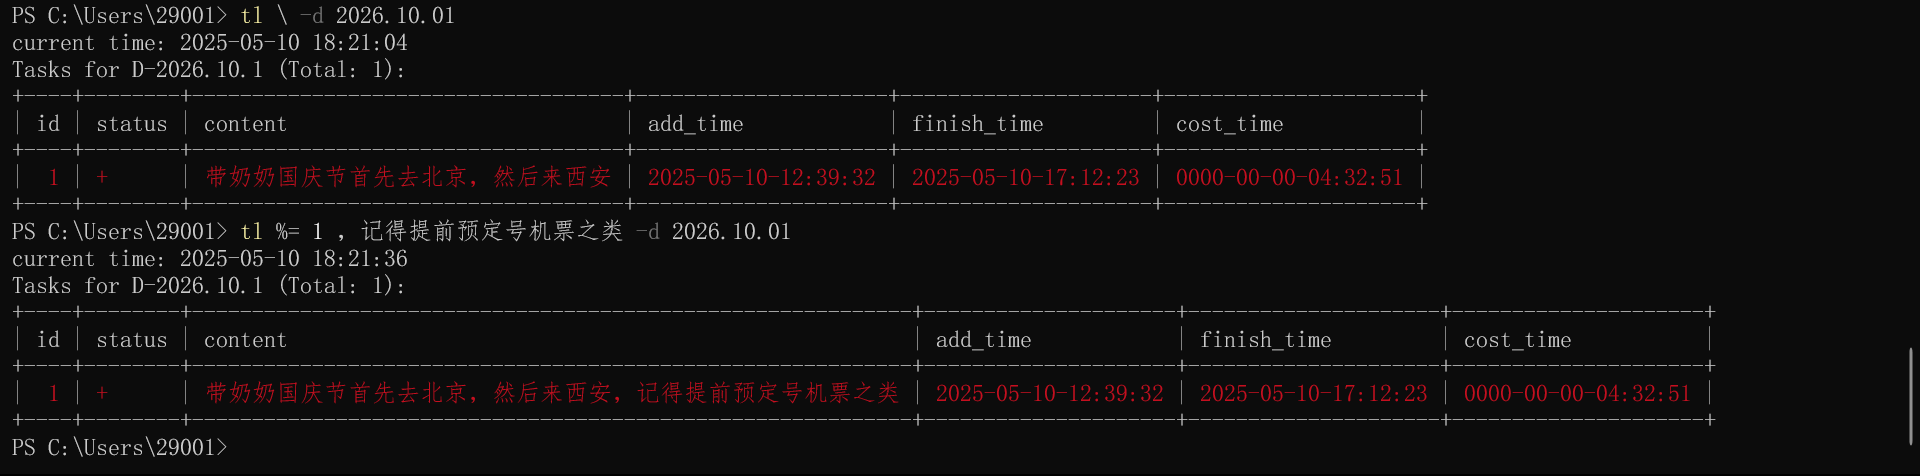 PS C:\Users\29001> tl \ -d 2026.10.01
current time: 2025-05-10 18:21:04
Tasks for D-2026.10.1 (Total: 1):
+----+--------+------------------------------------+----------------------+---------------------+---------------------+
| id | status | content | add_time | finish_time | cost_time |
+----+--------+------------------------------------+----------------------+---------------------+---------------------+
| 1 | + | 带奶奶国庆节首先去北京，然后来西安 | 2025-05-10-12:39:32 | 2025-05-10-17:12:23 | 0000-00-00-04:32:51 |
+----+--------+------------------------------------+----------------------+---------------------+---------------------+
PS C:\Users\29001> tl %= 1 ，记得提前预定号机票之类 -d 2026.10.01
current time: 2025-05-10 18:21:36
Tasks for D-2026.10.1 (Total: 1):
+----+--------+------------------------------------------------------------+---------------------+---------------------+---------------------+
| id | status | content | add_time | finish_time | cost_time |
+----+--------+------------------------------------------------------------+---------------------+---------------------+---------------------+
| 1 | + | 带奶奶国庆节首先去北京，然后来西安，记得提前预定号机票之类 | 2025-05-10-12:39:32 | 2025-05-10-17:12:23 | 0000-00-00-04:32:51 |
+----+--------+------------------------------------------------------------+---------------------+---------------------+---------------------+
PS C:\Users\29001>